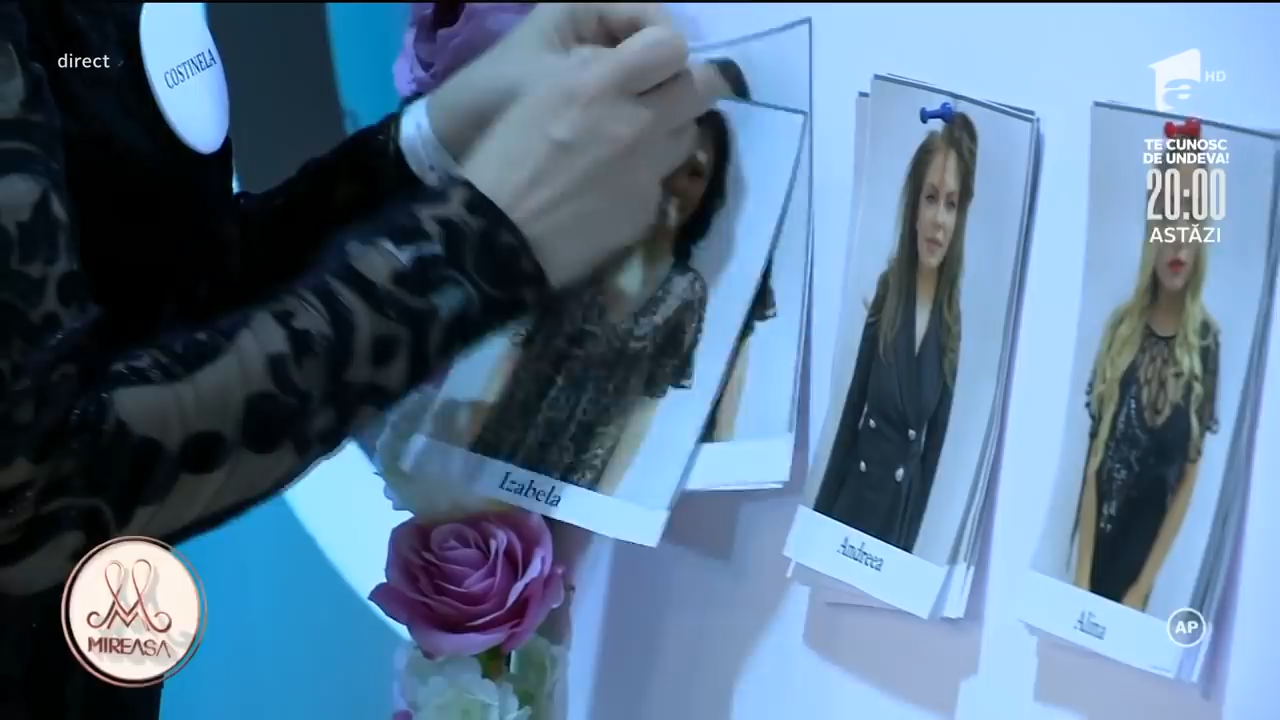 direct
COSTINELA
HD
TE CUNOSC
DE UNDEVA!
20:00
ASTĂZI
Izabela
Andreea
Alina
AP
MIREASA